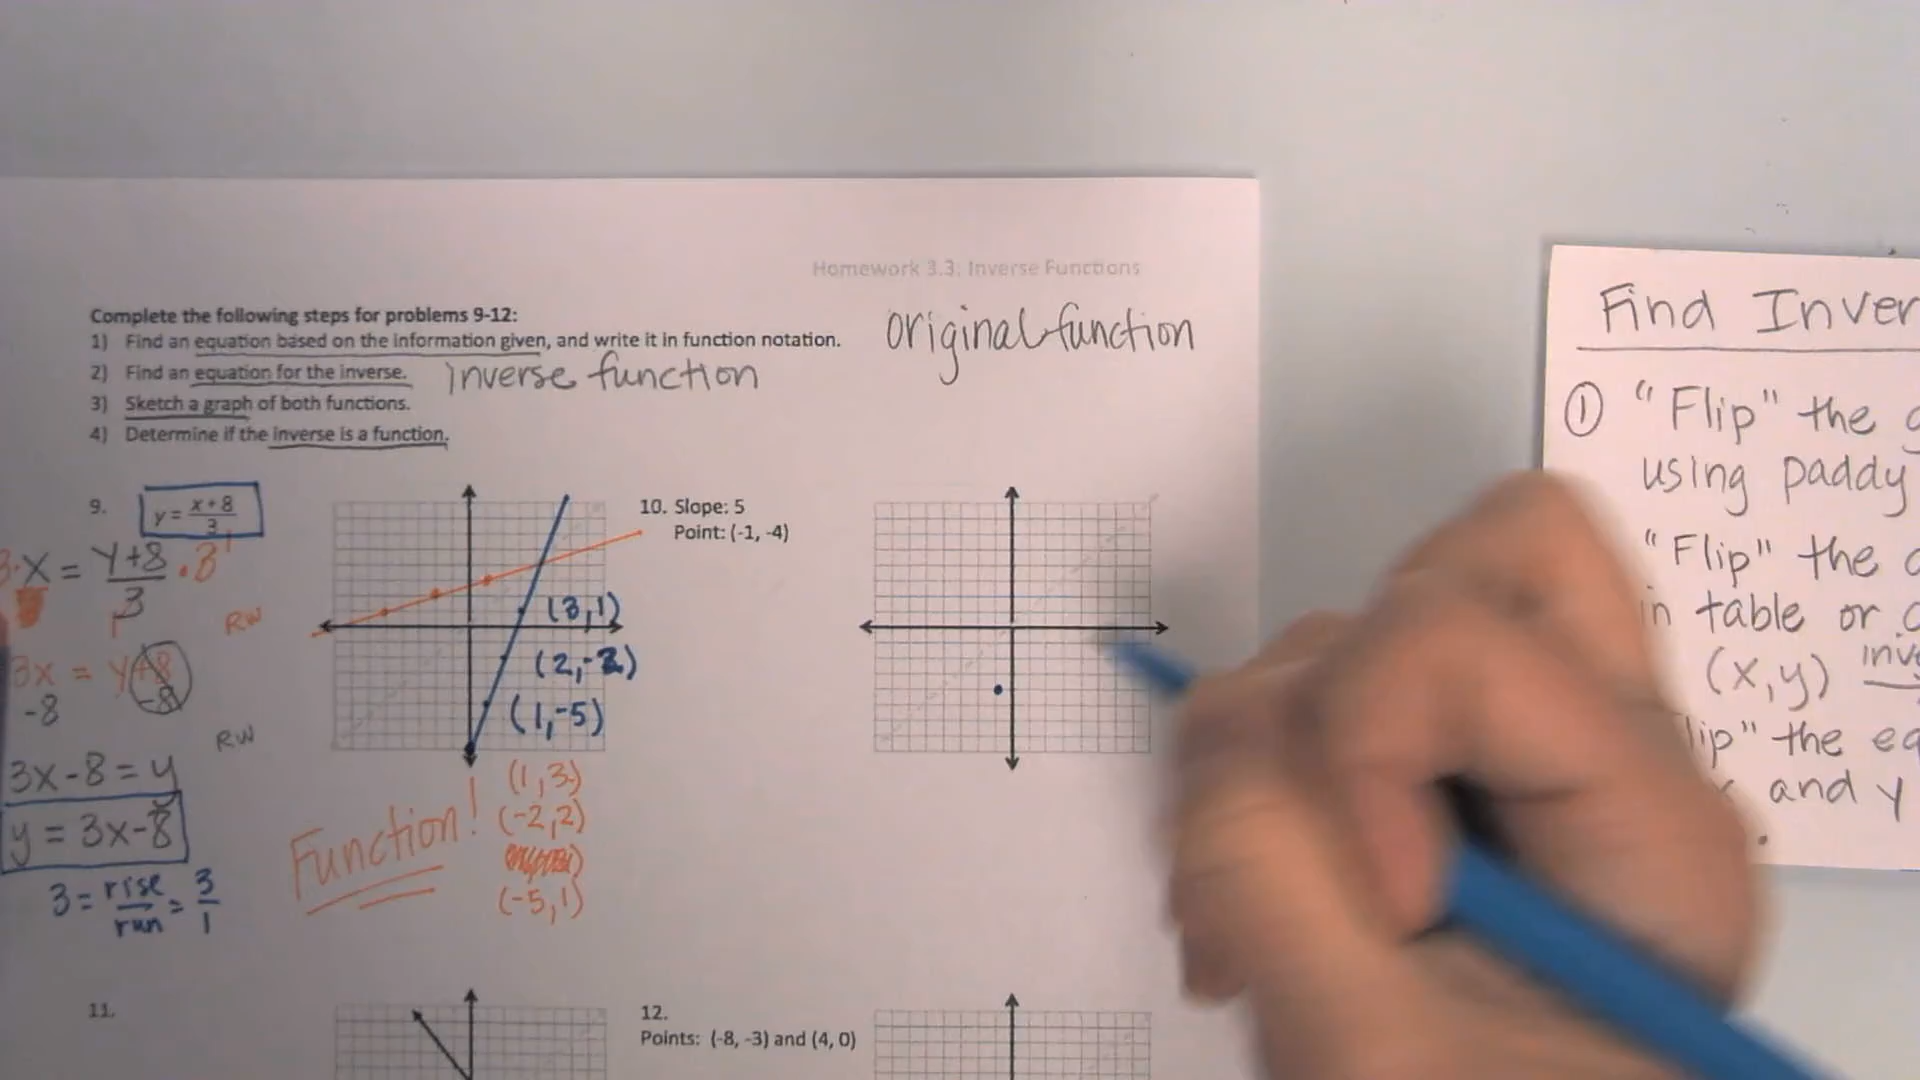 Homework 3.3: Inverse Functions
Complete the following steps for problems 9-12:
1) Find an equation based on the information given, and write it in function notation.
original function
2) Find an equation for the inverse.
inverse function
3) Sketch a graph of both functions.
4) Determine if the inverse is a function.
9. y = x+8/3
3·x = y+8/3 ·3
RW
3x = y+8
-8 -8
RW
3x-8=y
y = 3x-8
3 = rise/run = 3/1
(3,1)
(2,-2)
(1,-5)
(1,3)
(-2,2)
(-5,1)
Function!
10. Slope: 5
Point: (-1, -4)
11.
12.
Points: (-8, -3) and (4, 0)
Find
① "Flip" the
using paddy
"Flip" the
in table or
(x,y)
the
and y